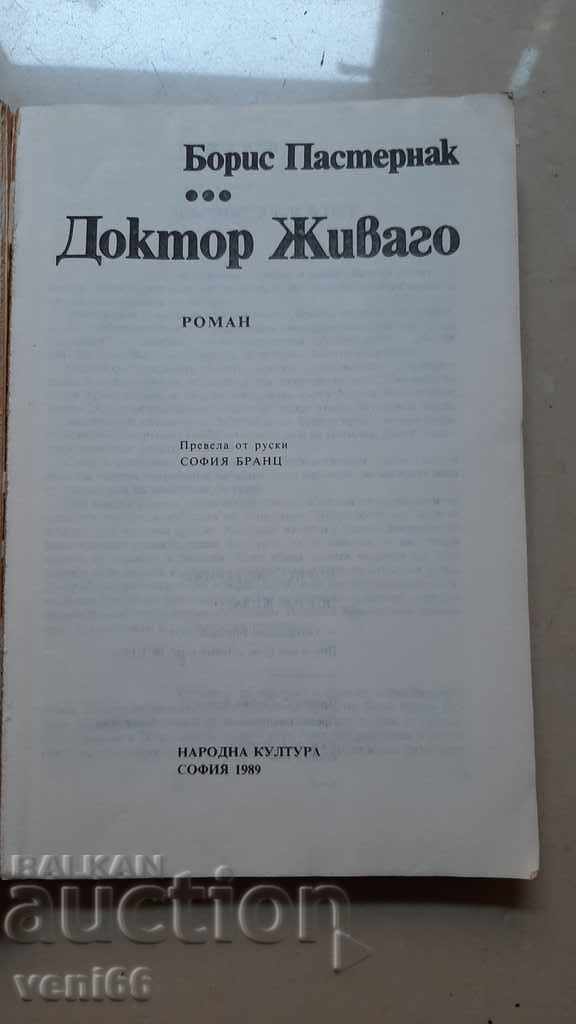 Борис Пастернак
•••
Доктор Живаго
РОМАН
Превела от руски
СОФИЯ БРАНЦ
НАРОДНА КУЛТУРА
СОФИЯ 1989
BALKAN
auction
veni66